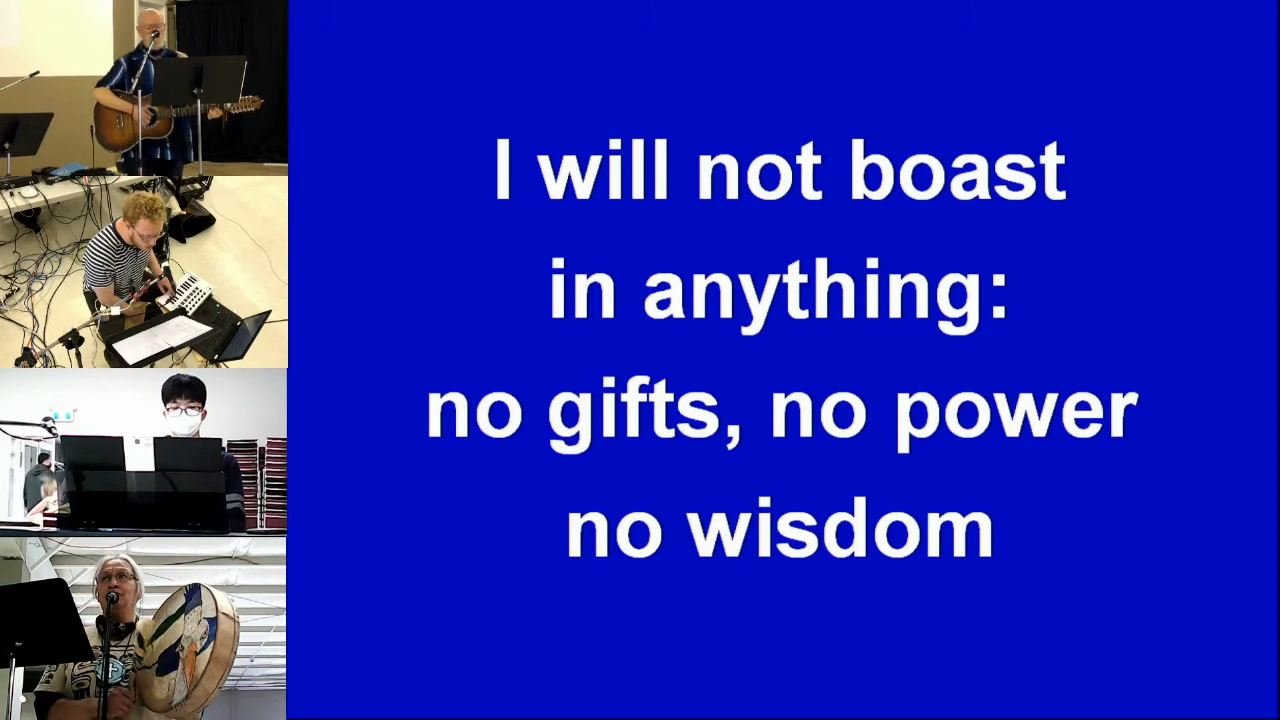 I will not boast
in anything:
no gifts, no power
no wisdom